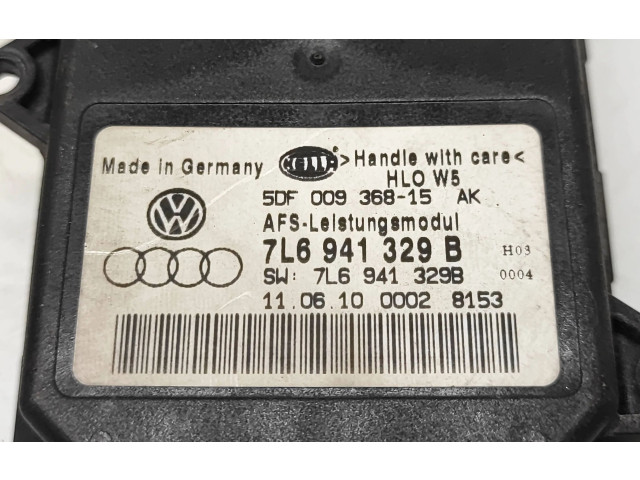 Made in Germany
>Handle with care<
HLO W5
5DF 009 368-15 AK
AFS-Leistungsmodul
7L6 941 329 B H03
SW: 7L6 941 329B 0004
11.06.10 0002 8153